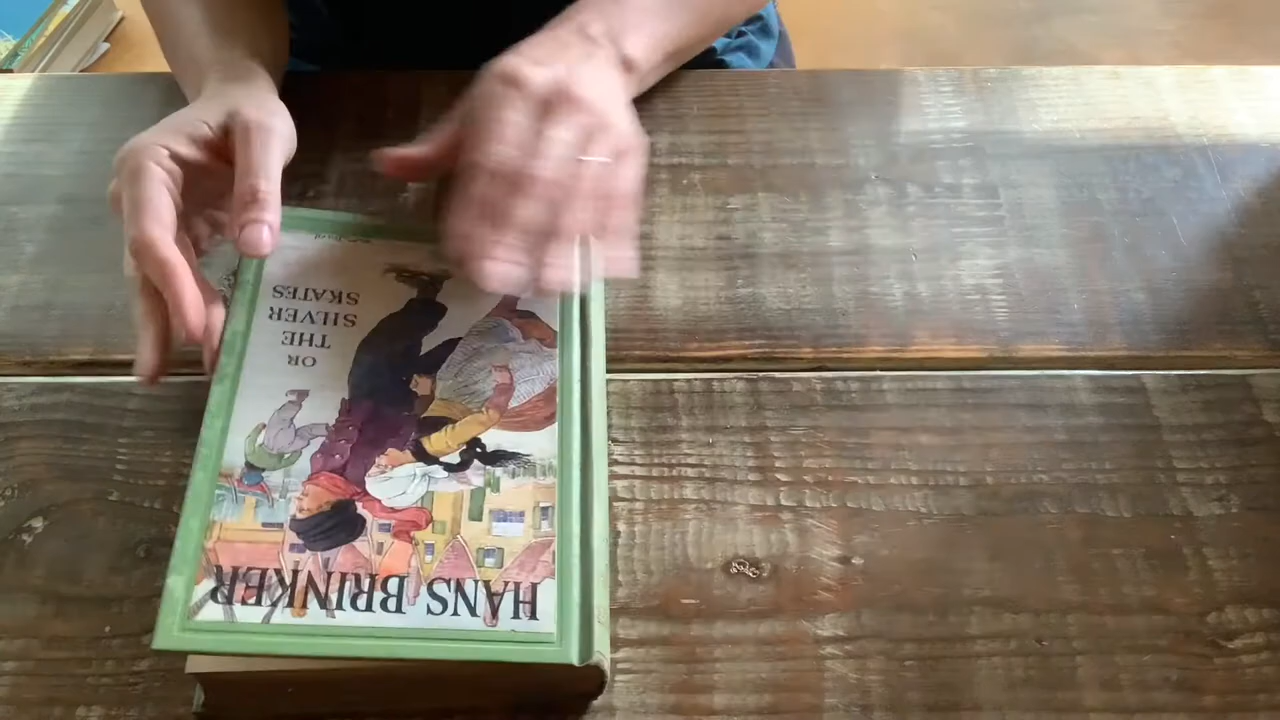 HANS BRINKER
OR
THE
SILVER
SKATES